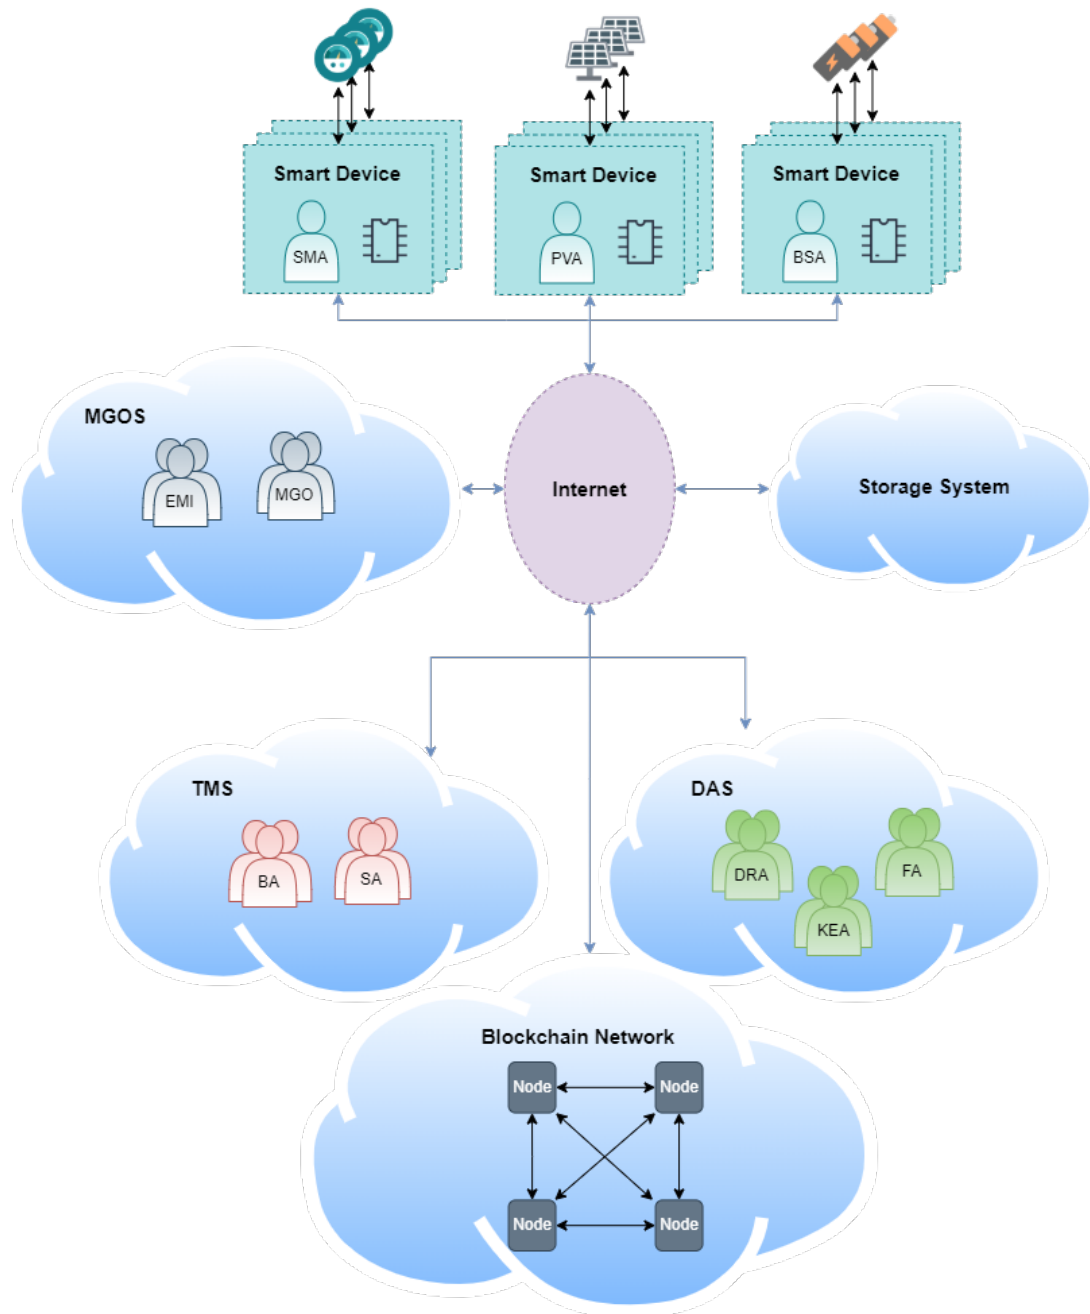 Smart Device
SMA
Smart Device
PVA
Smart Device
BSA
MGOS
EMI
MGO
Internet
Storage System
TMS
BA
SA
DAS
DRA
FA
KEA
Blockchain Network
Node
Node
Node
Node